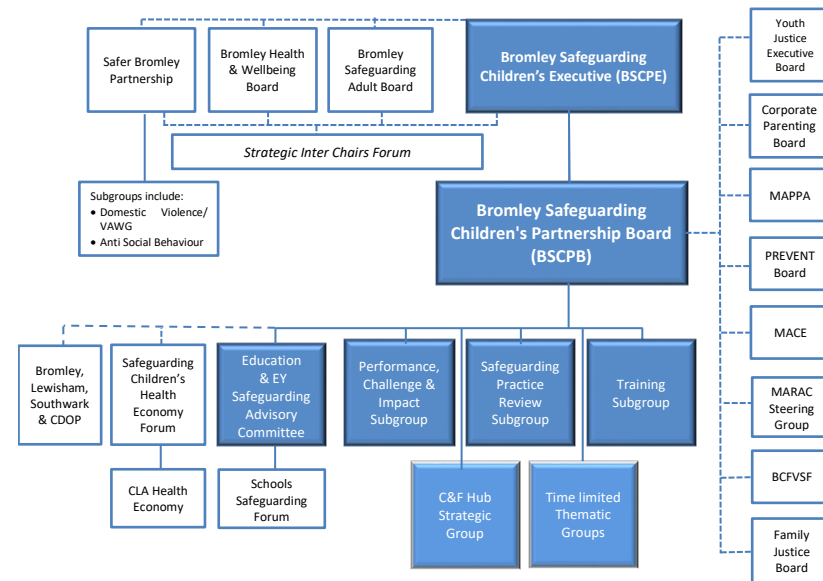 Safer Bromley
Partnership
Bromley Health
& Wellbeing
Board
Bromley
Safeguarding
Adult Board
Bromley Safeguarding
Children's Executive (BSCPE)
Strategic Inter Chairs Forum
Subgroups include:
• Domestic Violence/
VAWG
• Anti Social Behaviour
Bromley Safeguarding
Children's Partnership Board
(BSCPB)
Youth
Justice
Executive
Board
Corporate
Parenting
Board
MAPPA
PREVENT
Board
MACE
MARAC
Steering
Group
BCFVSF
Family
Justice
Board
Bromley,
Lewisham,
Southwark
& CDOP
Safeguarding
Children's
Health
Economy
Forum
Education
& EY
Safeguarding
Advisory
Committee
Performance,
Challenge &
Impact
Subgroup
Safeguarding
Practice
Review
Subgroup
Training
Subgroup
CLA Health
Economy
Schools
Safeguarding
Forum
C&F Hub
Strategic
Group
Time limited
Thematic
Groups